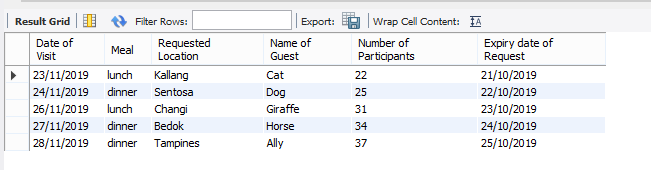 Result Grid Filter Rows: Export: Wrap Cell Content: IA
Date of Visit Meal Requested Location Name of Guest Number of Participants Expiry date of Request
23/11/2019 lunch Kallang Cat 22 21/10/2019
24/11/2019 dinner Sentosa Dog 25 22/10/2019
26/11/2019 lunch Changi Giraffe 31 23/10/2019
27/11/2019 dinner Bedok Horse 34 24/10/2019
28/11/2019 dinner Tampines Ally 37 25/10/2019